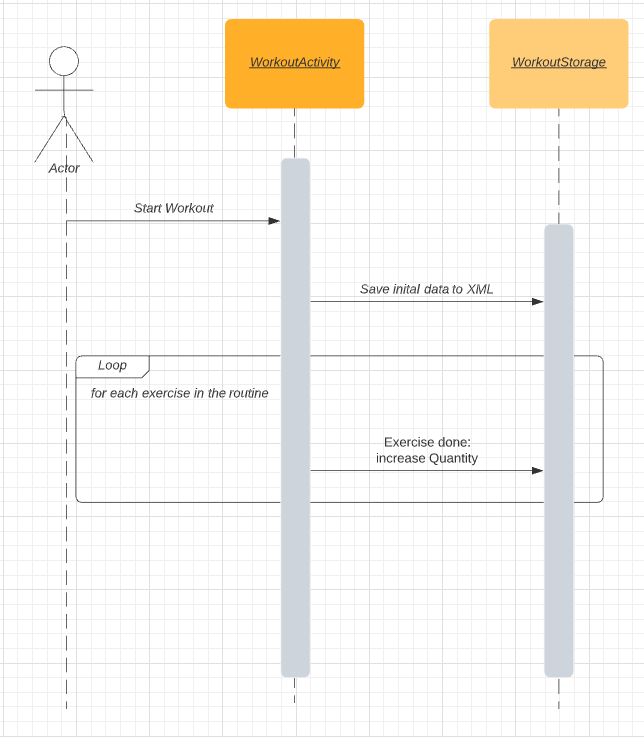 WorkoutActivity
WorkoutStorage
Actor
Start Workout
Save inital data to XML
Loop
for each exercise in the routine
Exercise done:
increase Quantity